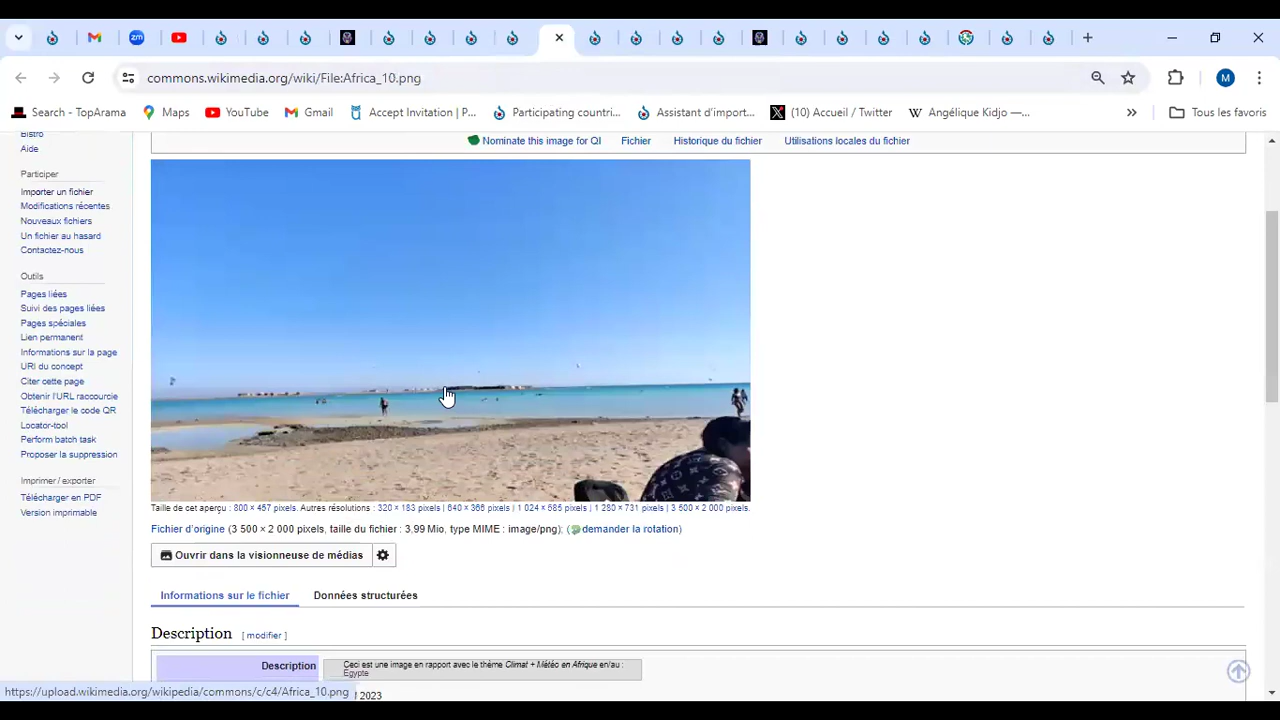 commons.wikimedia.org/wiki/File:Africa_10.png
M
Search - TopArama
Maps
YouTube
Gmail
Accept Invitation | P...
Participating countri...
Assistant d'import...
(10) Accueil / Twitter
Angélique Kidjo —...
Tous les favoris
Bistro
Aide
Participer
Importer un fichier
Modifications récentes
Nouveaux fichiers
Un fichier au hasard
Contactez-nous
Outils
Pages liées
Suivi des pages liées
Pages spéciales
Lien permanent
Informations sur la page
URI du concept
Citer cette page
Obtenir l'URL raccourcie
Télécharger le code QR
Locator-tool
Perform batch task
Proposer la suppression
Imprimer / exporter
Télécharger en PDF
Version imprimable
Nominate this image for QI
Fichier
Historique du fichier
Utilisations locales du fichier
Taille de cet aperçu : 800 × 457 pixels. Autres résolutions : 320 × 183 pixels | 640 × 366 pixels | 1 024 × 585 pixels | 1 280 × 731 pixels | 3 500 × 2 000 pixels.
Fichier d'origine (3 500 × 2 000 pixels, taille du fichier : 3,99 Mio, type MIME : image/png); (demander la rotation)
Ouvrir dans la visionneuse de médias
Informations sur le fichier
Données structurées
Description [ modifier ]
Description
Ceci est une image en rapport avec le thème Climat + Météo en Afrique en/au :
Egypte
2023
https://upload.wikimedia.org/wikipedia/commons/c/c4/Africa_10.png